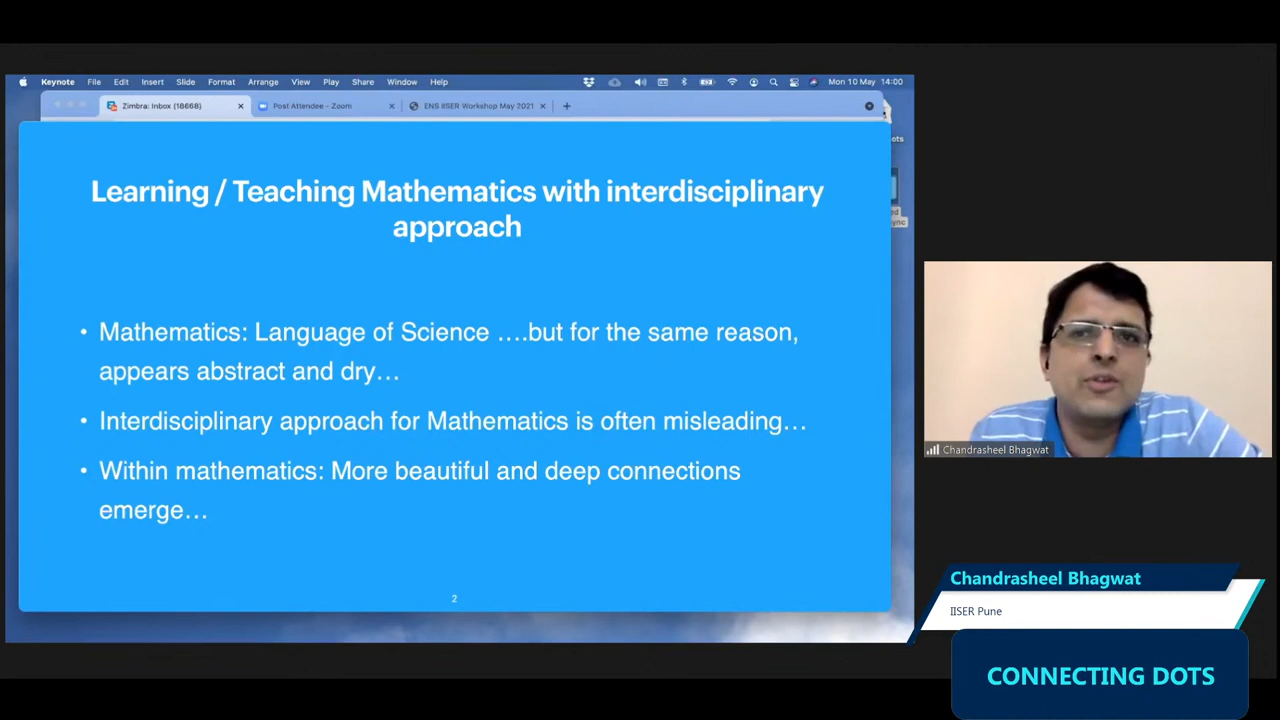 Keynote File Edit Insert Slide Format Arrange View Play Share Window Help Mon 10 May 14:00
Zimbra: Inbox (18668) Post Attendee - Zoom ENS IISER Workshop May 2021
ots
Learning / Teaching Mathematics with interdisciplinary
approach
ync
• Mathematics: Language of Science ….but for the same reason,
appears abstract and dry…
• Interdisciplinary approach for Mathematics is often misleading…
• Within mathematics: More beautiful and deep connections
emerge…
2
Chandrasheel Bhagwat
Chandrasheel Bhagwat
IISER Pune
CONNECTING DOTS